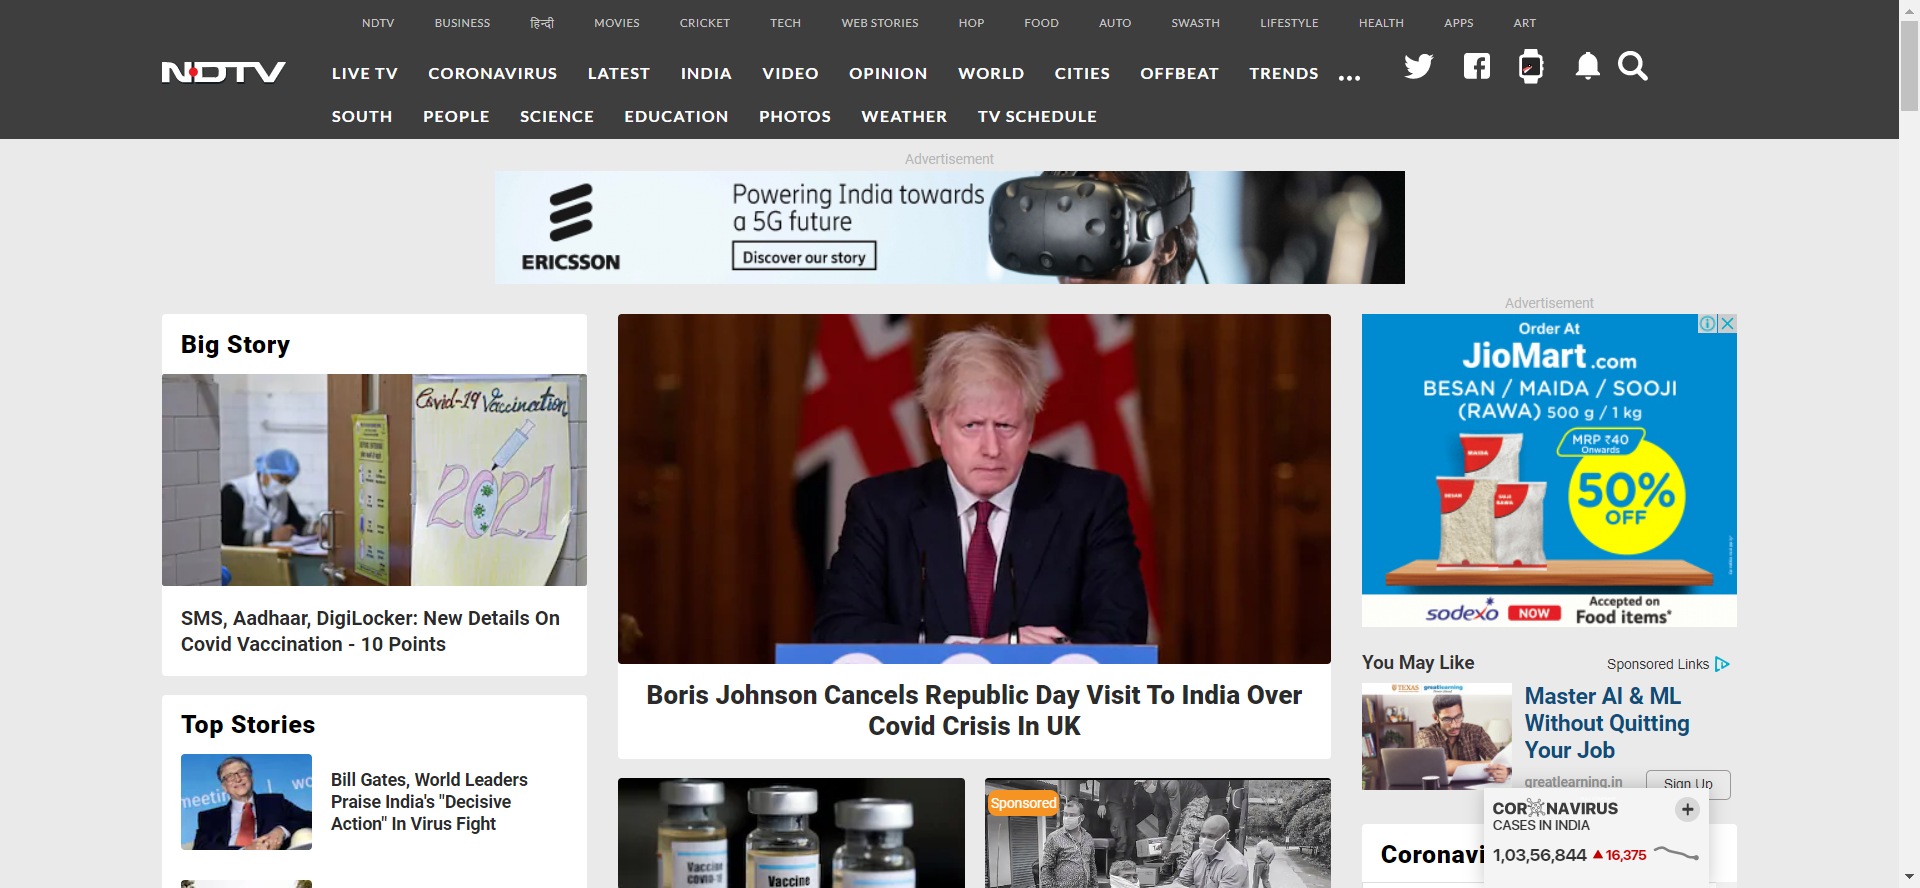 NDTV
BUSINESS
हिन्दी
MOVIES
CRICKET
TECH
WEB STORIES
HOP
FOOD
AUTO
SWASTH
LIFESTYLE
HEALTH
APPS
ART
NDTV
LIVE TV
CORONAVIRUS
LATEST
INDIA
VIDEO
OPINION
WORLD
CITIES
OFFBEAT
TRENDS
...
SOUTH
PEOPLE
SCIENCE
EDUCATION
PHOTOS
WEATHER
TV SCHEDULE
Advertisement
ERICSSON
Powering India towards
a 5G future
Discover our story
Big Story
Covid-19 Vaccination
2021
SMS, Aadhaar, DigiLocker: New Details On
Covid Vaccination - 10 Points
Top Stories
Bill Gates, World Leaders
Praise India's "Decisive
Action" In Virus Fight
Boris Johnson Cancels Republic Day Visit To India Over
Covid Crisis In UK
Vaccine
COVID-19
Vaccine
Sponsored
Advertisement
Order At
JioMart.com
BESAN / MAIDA / SOOJI
(RAWA) 500 g / 1 kg
MRP ₹40
Onwards
50%
OFF
MAIDA
BESAN
sodexo
NOW
Accepted on
Food items*
You May Like
Sponsored Links
TEXAS
greatlearning
Master AI & ML
Without Quitting
Your Job
greatlearning.in
Sign Up
Coronavi
CORONAVIRUS
CASES IN INDIA
1,03,56,844
16,375